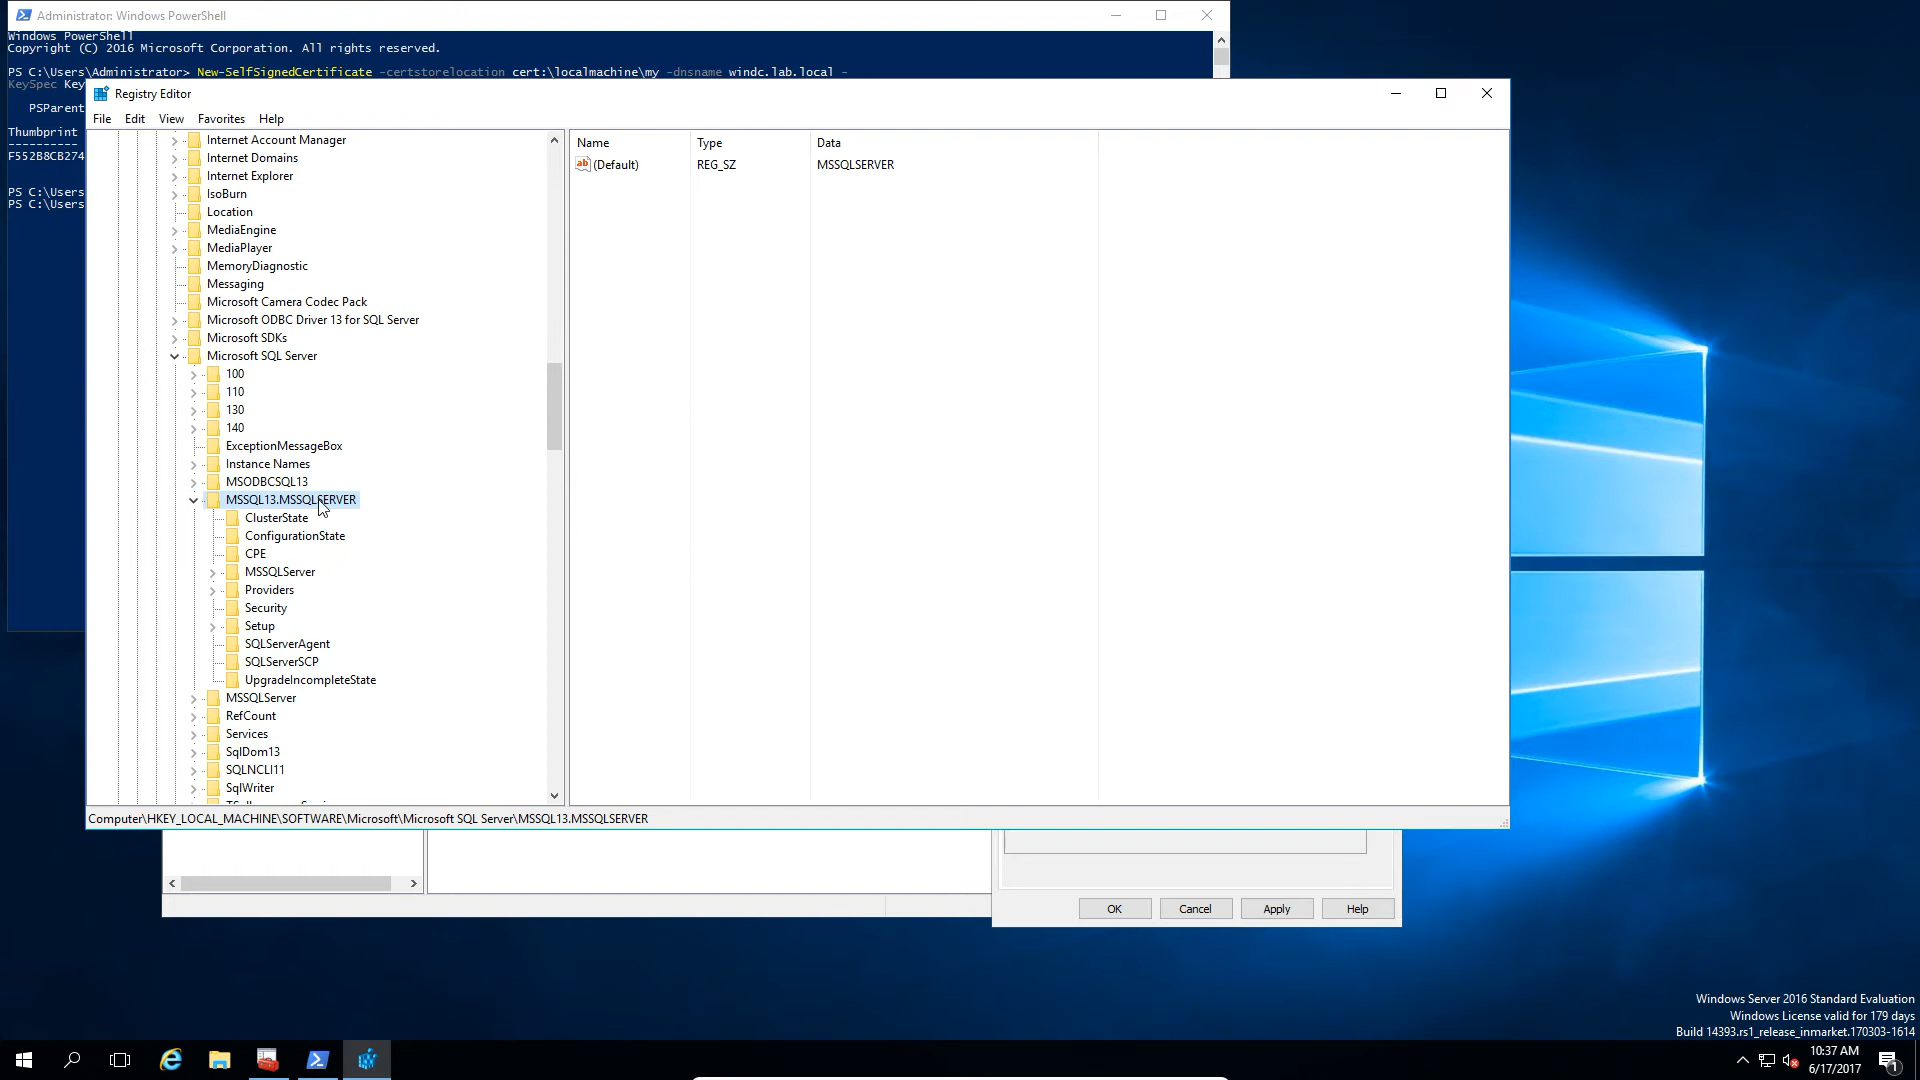 Administrator: Windows PowerShell
Windows PowerShell
Copyright (C) 2016 Microsoft Corporation. All rights reserved.
PS C:\Users\Administrator> New-SelfSignedCertificate -certstorelocation cert:\localmachine\my -dnsname windc.lab.local -
KeySpec Key
PSParent
Thumbprint
----------
F552B8CB274
PS C:\Users
PS C:\Users
Registry Editor
File Edit View Favorites Help
Internet Account Manager
Internet Domains
Internet Explorer
IsoBurn
Location
MediaEngine
MediaPlayer
MemoryDiagnostic
Messaging
Microsoft Camera Codec Pack
Microsoft ODBC Driver 13 for SQL Server
Microsoft SDKs
Microsoft SQL Server
100
110
130
140
ExceptionMessageBox
Instance Names
MSODBCSQL13
MSSQL13.MSSQLSERVER
ClusterState
ConfigurationState
CPE
MSSQLServer
Providers
Security
Setup
SQLServerAgent
SQLServerSCP
UpgradeIncompleteState
MSSQLServer
RefCount
Services
SqlDom13
SQLNCLI11
SqlWriter
Name Type Data
ab (Default) REG_SZ MSSQLSERVER
Computer\HKEY_LOCAL_MACHINE\SOFTWARE\Microsoft\Microsoft SQL Server\MSSQL13.MSSQLSERVER
OK Cancel Apply Help
Windows Server 2016 Standard Evaluation
Windows License valid for 179 days
Build 14393.rs1_release_inmarket.170303-1614
10:37 AM
6/17/2017
1